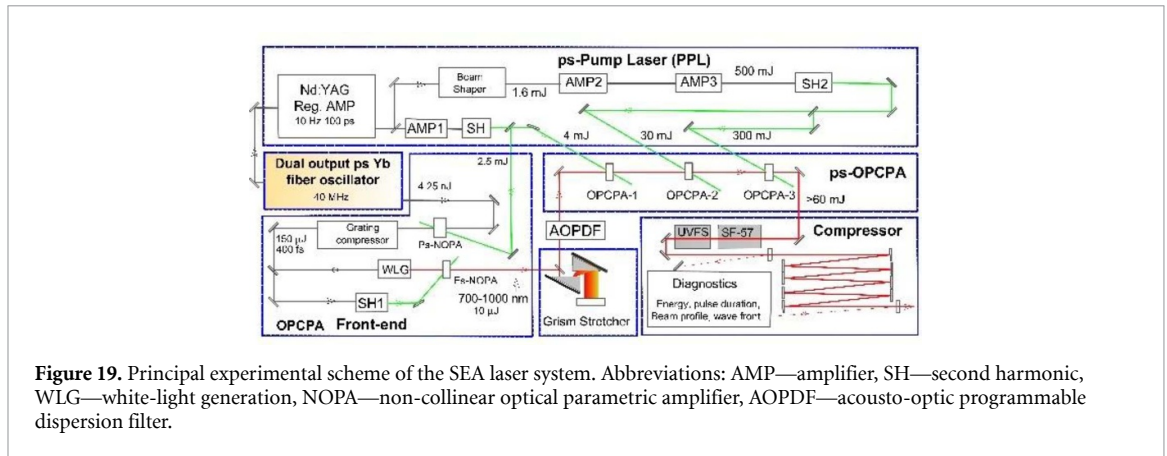 ps-Pump Laser (PPL)
Nd:YAG
Reg. AMP
10 Hz 100 ps
Beam
Shaper
1.6 mJ
AMP2
AMP3
500 mJ
SH2
AMP1
SH
4 mJ
30 mJ
300 mJ
2.5 mJ
Dual output ps Yb
fiber oscillator
40 MHz
4.25 nJ
ps-OPCPA
OPCPA-1
OPCPA-2
OPCPA-3
>60 mJ
150 µJ
400 fs
Grating
compressor
Ps-NOPA
AOPDF
UVFS
SF-57
Compressor
WLG
Fs-NOPA
SH1
700-1000 nm
10 µJ
OPCPA Front-end
Grism Stretcher
Diagnostics
Energy, pulse duration,
Beam profile, wave front
Figure 19. Principal experimental scheme of the SEA laser system. Abbreviations: AMP—amplifier, SH—second harmonic,
WLG—white-light generation, NOPA—non-collinear optical parametric amplifier, AOPDF—acousto-optic programmable
dispersion filter.